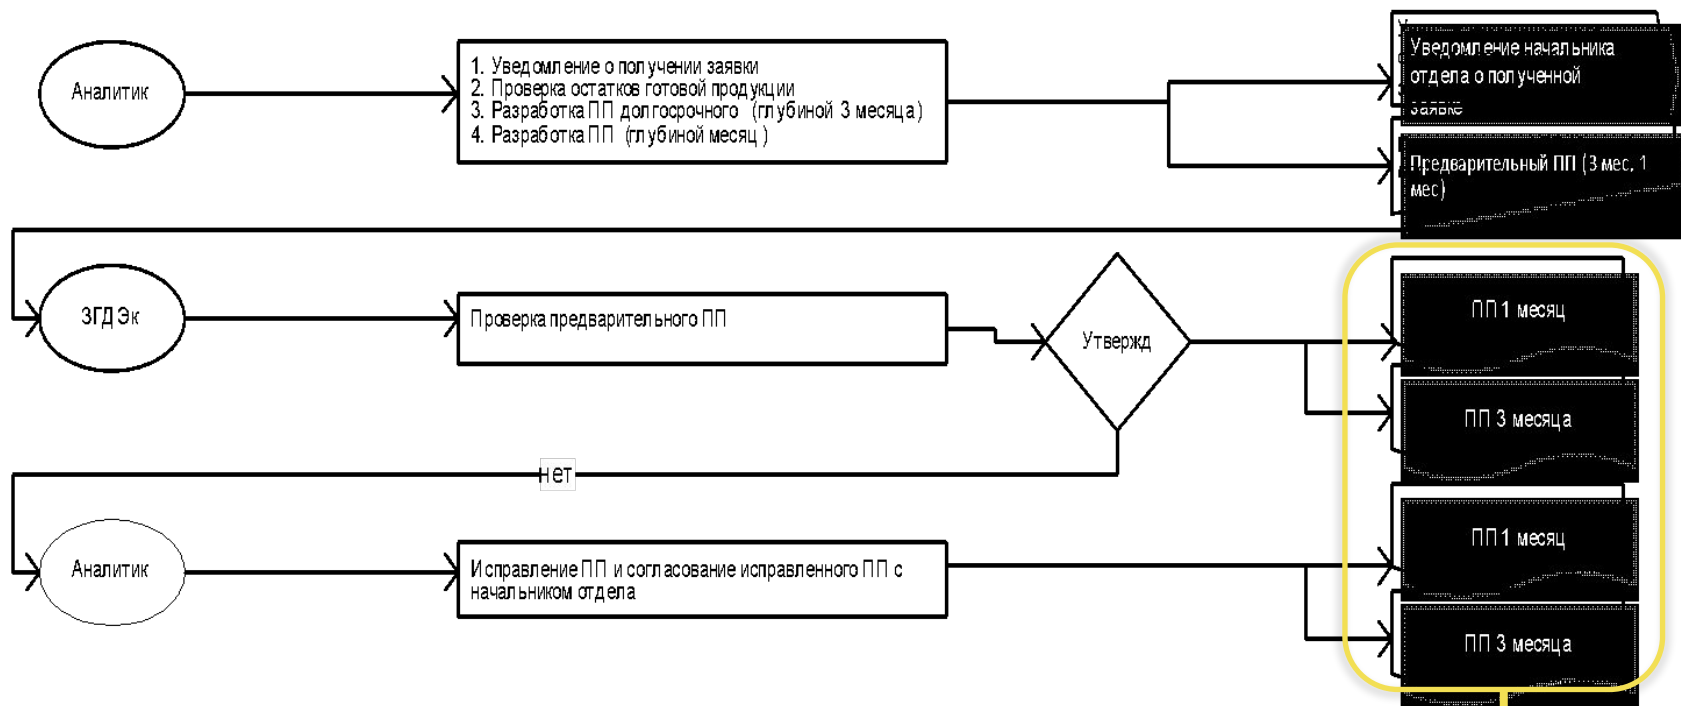 Аналитик
1. Уведомление о получении заявки
2. Проверка остатков готовой продукции
3. Разработка ПП долгосрочного (глубиной 3 месяца)
4. Разработка ПП (глубиной месяц)
Уведомление начальника
отдела о полученной
заявке
Предварительный ПП (3 мес, 1
мес)
ЗГД Эк
Проверка предварительного ПП
Утвержд
ПП 1 месяц
ПП 3 месяца
нет
Аналитик
Исправление ПП и согласование исправленного ПП с
начальником отдела
ПП 1 месяц
ПП 3 месяца